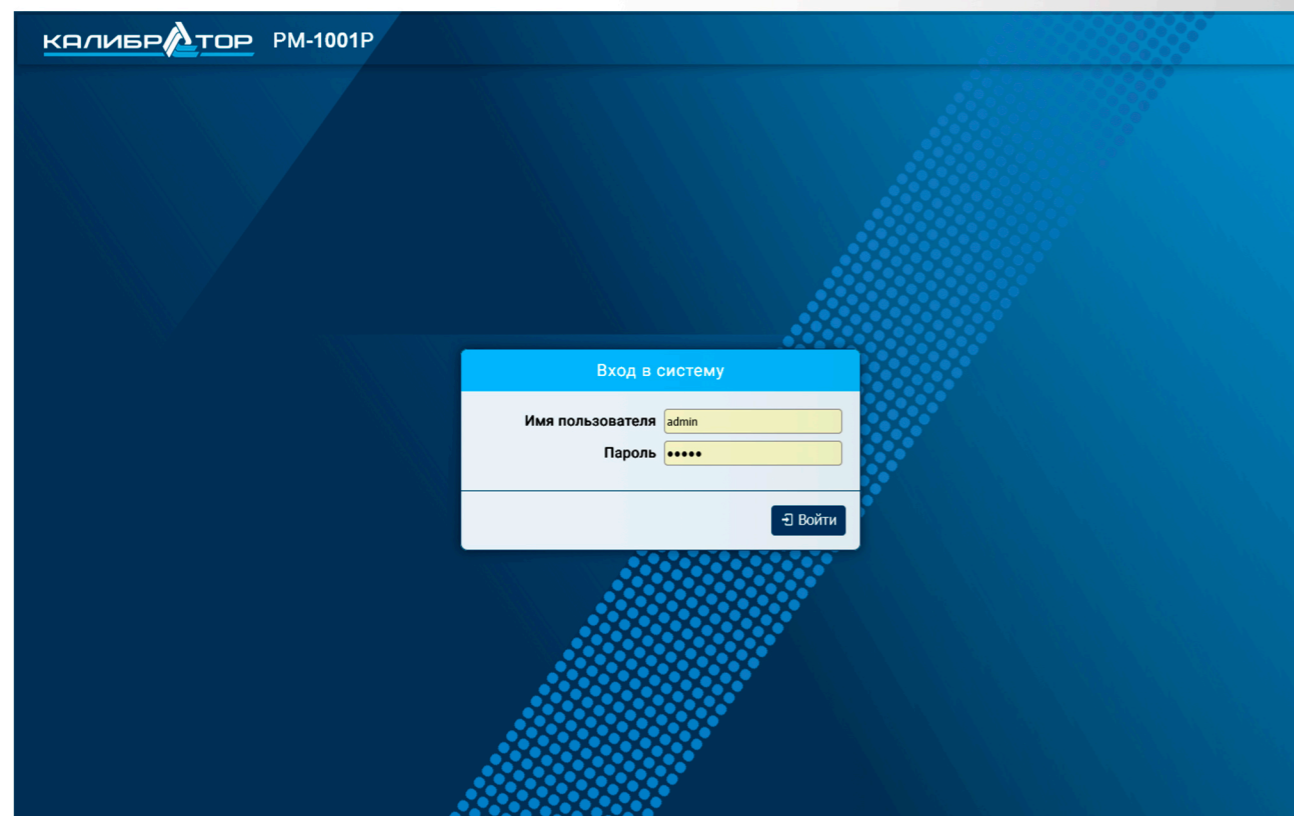 КАЛИБРАТОР РМ-1001Р
Вход в систему
Имя пользователя admin
Пароль •••••
Войти